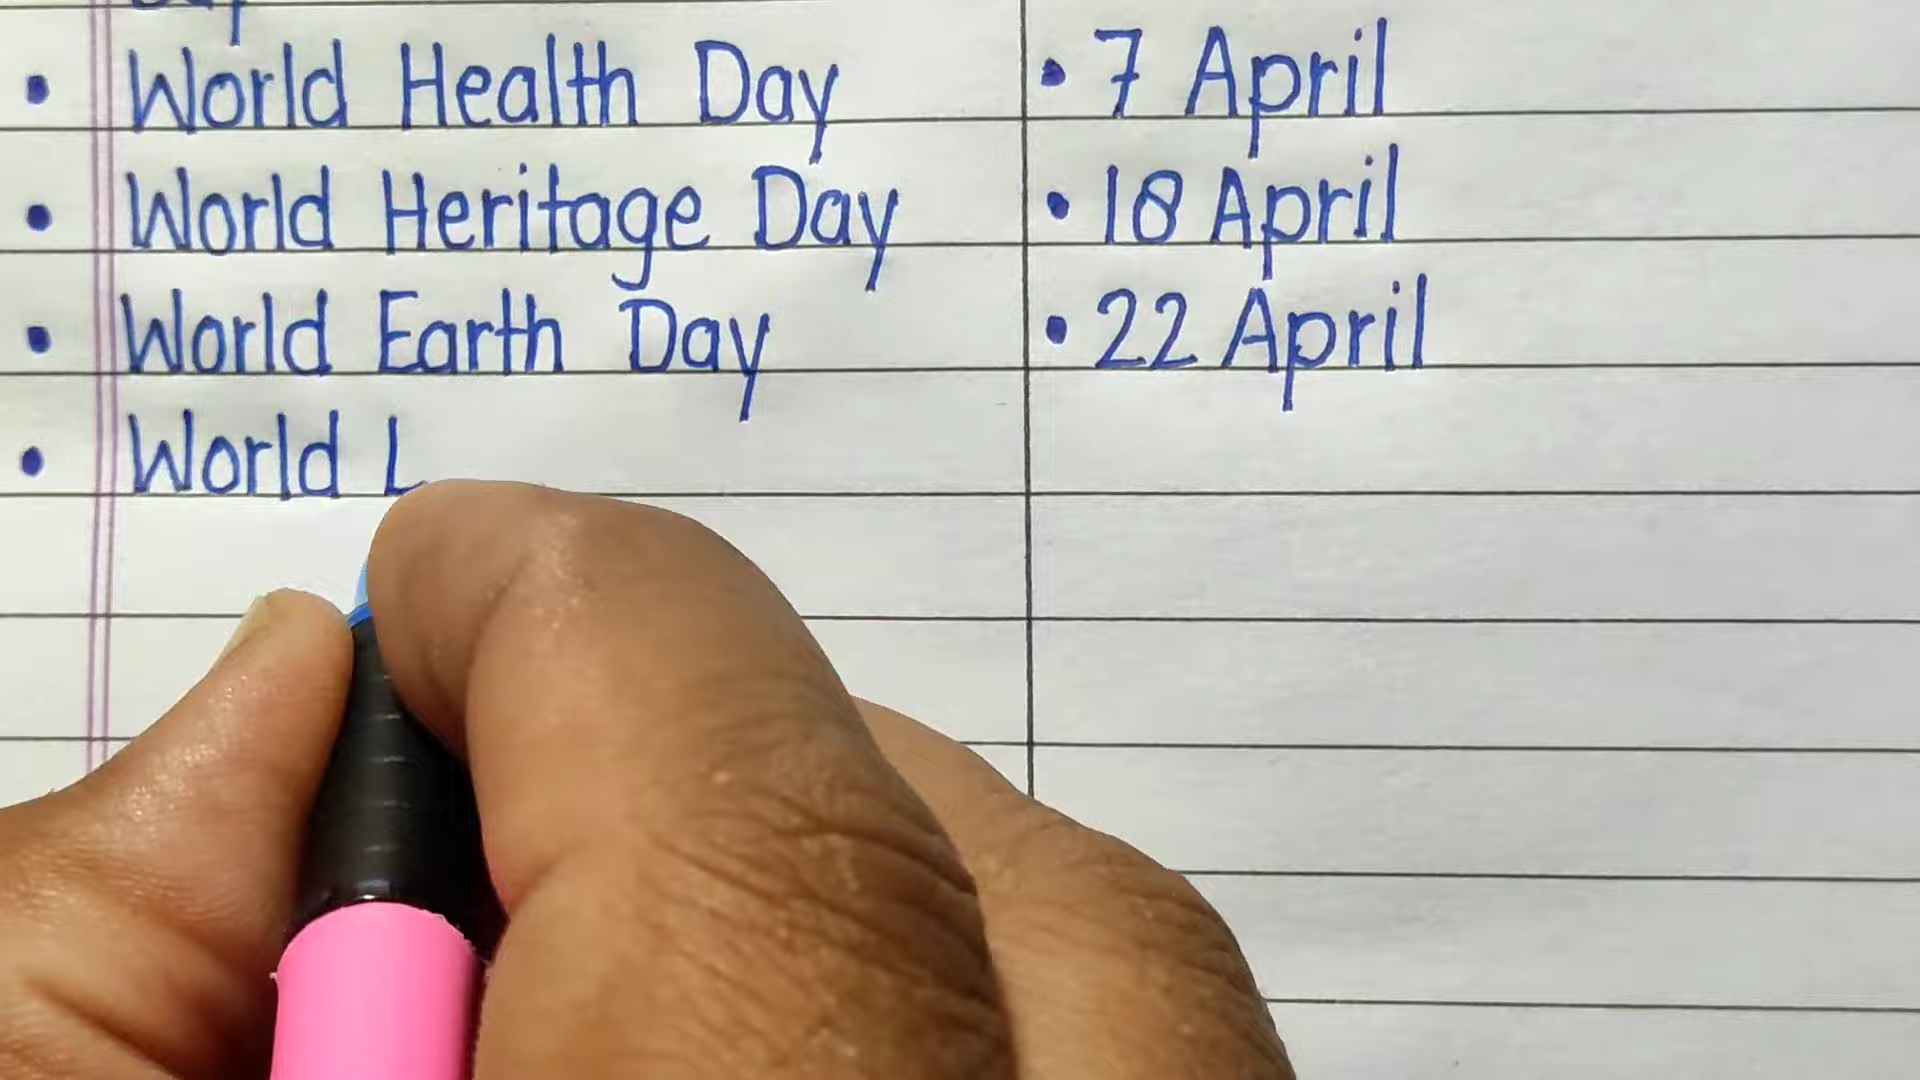 • World Health Day • 7 April
• World Heritage Day • 18 April
• World Earth Day • 22 April
• World L